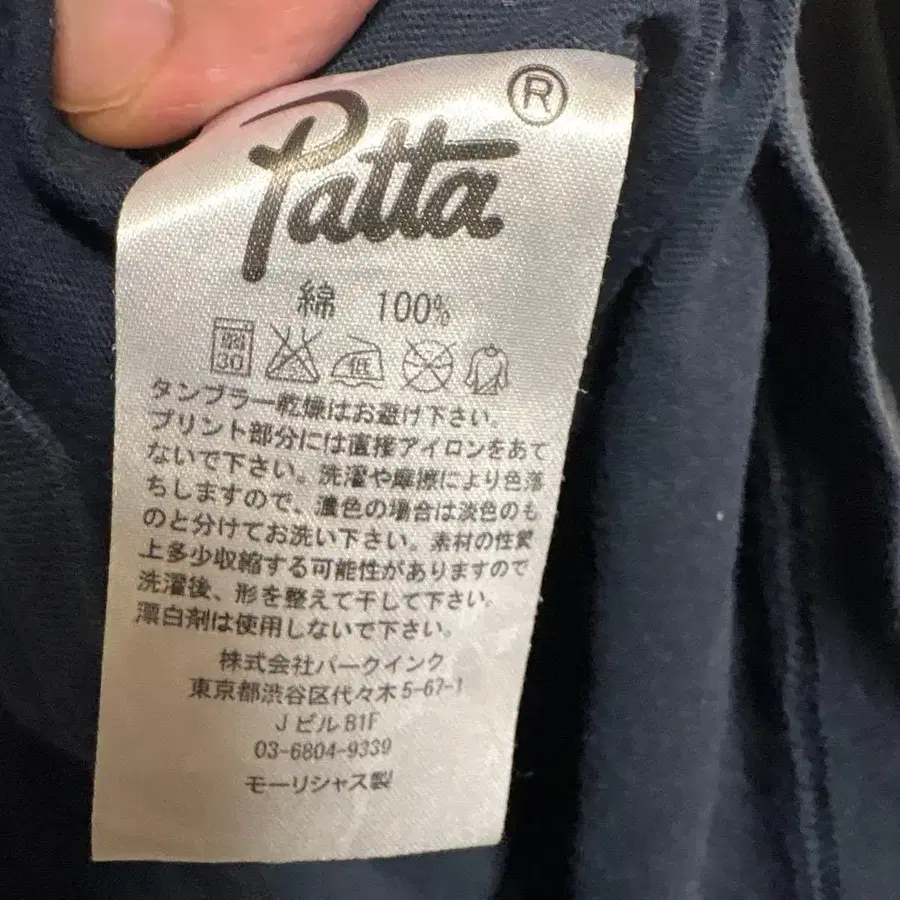 Patta ®
綿 100%
弱 30 低
タンブラー乾燥はお避け下さい。
プリント部分には直接アイロンをあて
ないで下さい。洗濯や摩擦により色落
ちしますので、濃色の場合は淡色のも
のと分けてお洗い下さい。素材の性質
上多少収縮する可能性がありますので
洗濯後、形を整えて干して下さい。
漂白剤は使用しないで下さい。
株式会社パークインク
東京都渋谷区代々木5-67-1
JビルB1F
03-6804-9339
モーリシャス製